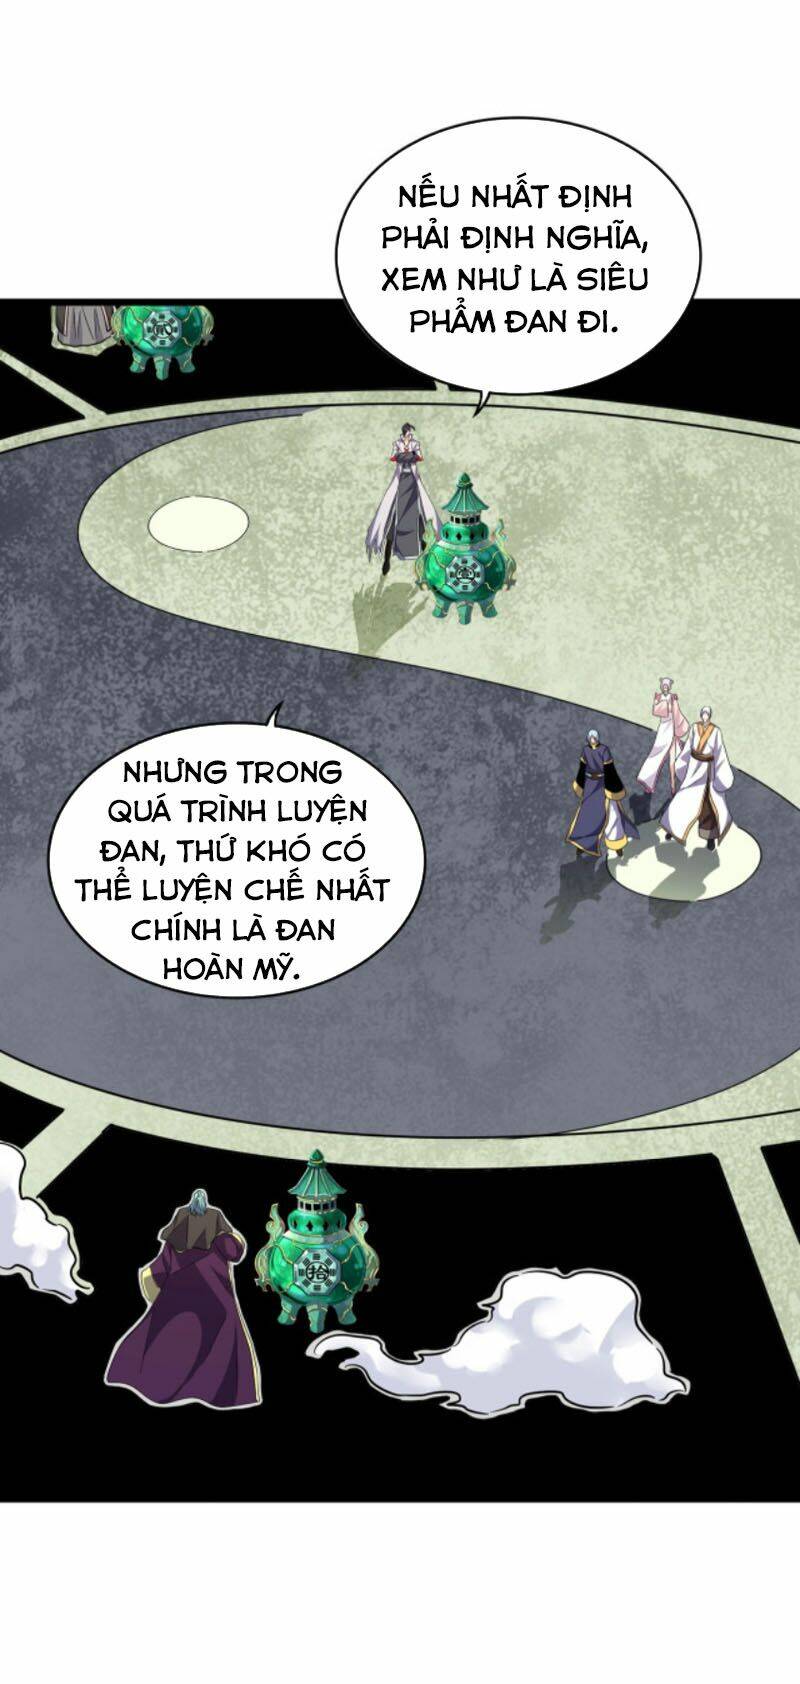 NẾU NHẤT ĐỊNH
PHẢI ĐỊNH NGHĨA,
XEM NHƯ LÀ SIÊU
PHẨM ĐAN ĐI.
NHƯNG TRONG
QUÁ TRÌNH LUYỆN
ĐAN, THỨ KHÓ CÓ
THỂ LUYỆN CHẾ NHẤT
CHÍNH LÀ ĐAN
HOÀN MỸ.
拾